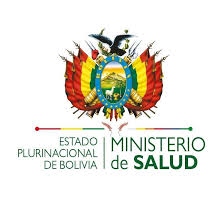 ESTADO
PLURINACIONAL
DE BOLIVIA
MINISTERIO
de SALUD